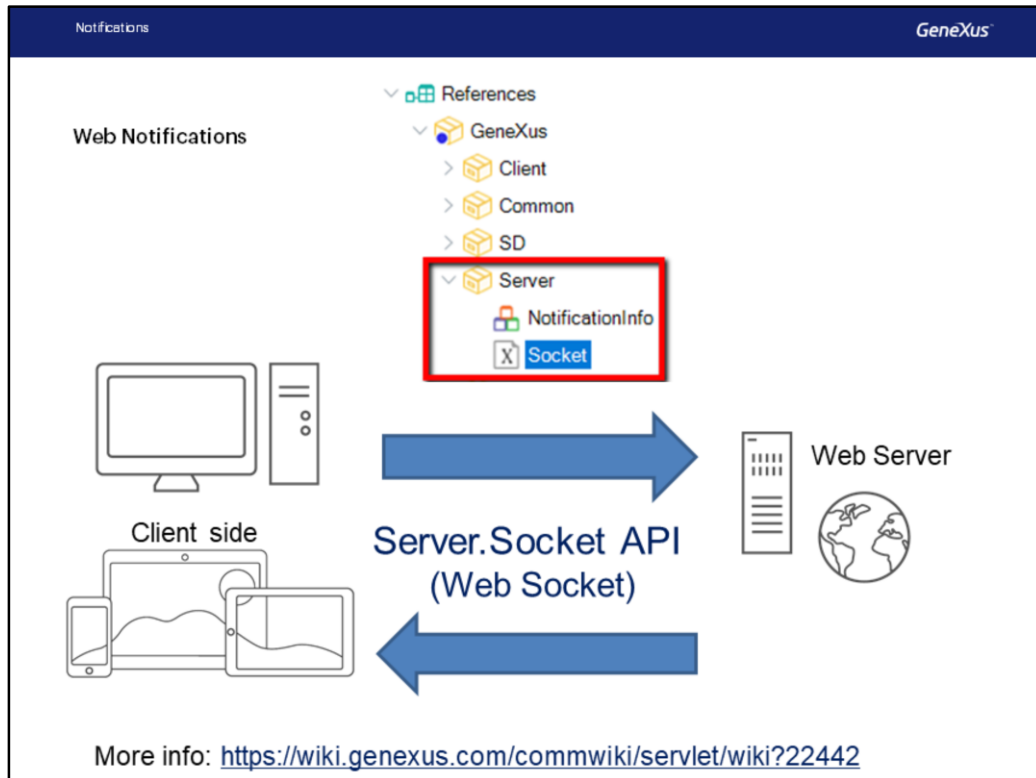 Notifications
GeneXus
References
Web Notifications
GeneXus
Client
Common
SD
Server
NotificationInfo
X Socket
Web Server
Client side
Server.Socket API
(Web Socket)
More info: https://wiki.genexus.com/commwiki/servlet/wiki?22442